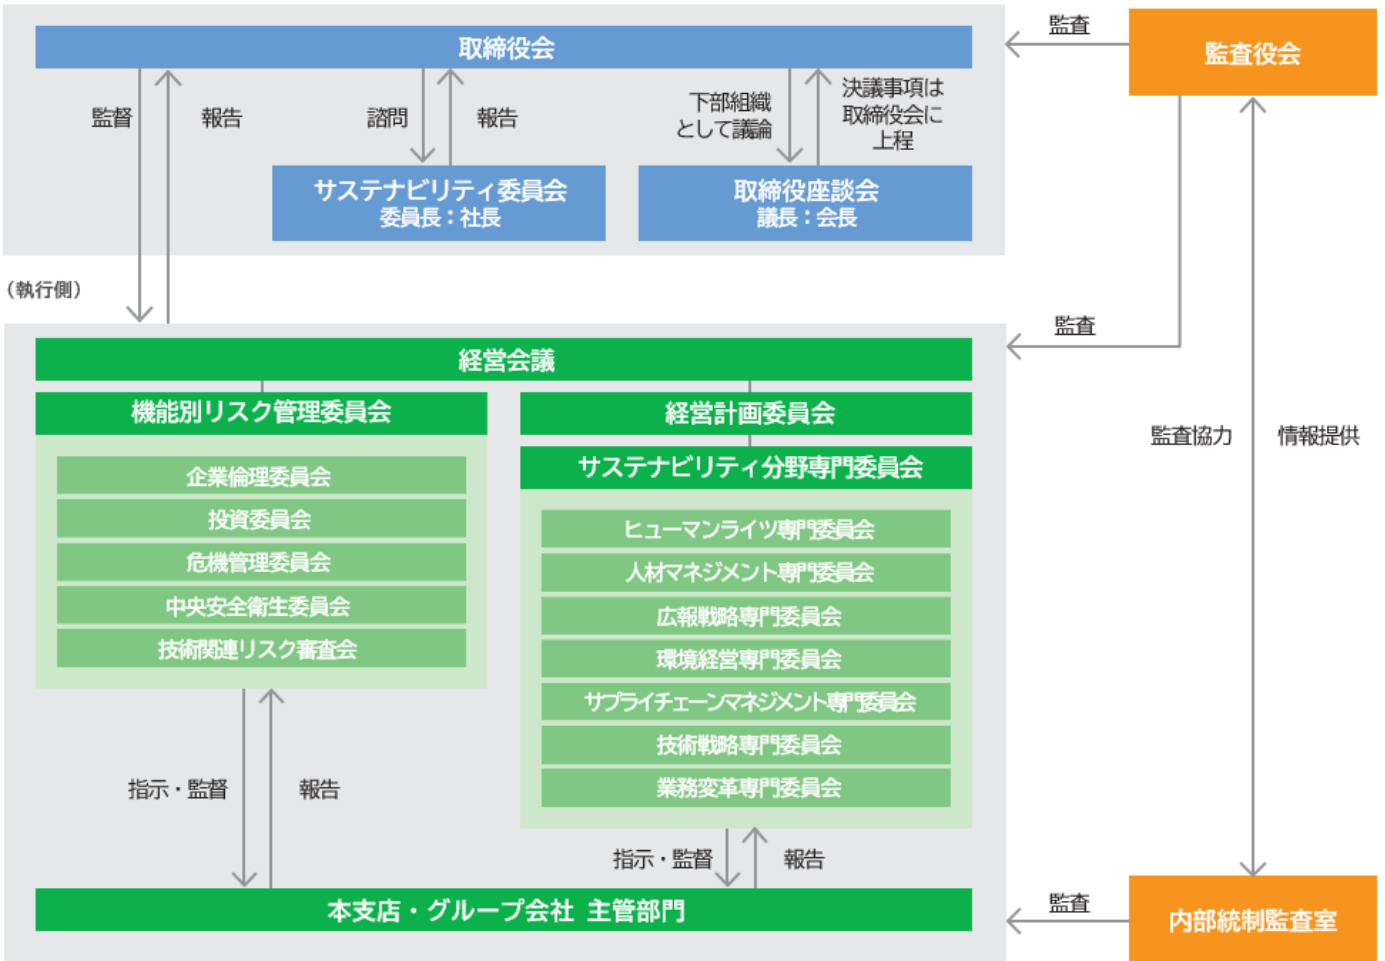 取締役会
監査
監査役会
監督
報告
諮問
報告
下部組織
として議論
決議事項は
取締役会に
上程
サステナビリティ委員会
委員長：社長
取締役座談会
議長：会長
（執行側）
監査
経営会議
機能別リスク管理委員会
企業倫理委員会
投資委員会
危機管理委員会
中央安全衛生委員会
技術関連リスク審査会
経営計画委員会
サステナビリティ分野専門委員会
ヒューマンライツ専門委員会
人材マネジメント専門委員会
広報戦略専門委員会
環境経営専門委員会
サプライチェーンマネジメント専門委員会
技術戦略専門委員会
業務変革専門委員会
監査協力
情報提供
指示・監督
報告
指示・監督
報告
本支店・グループ会社 主管部門
監査
内部統制監査室